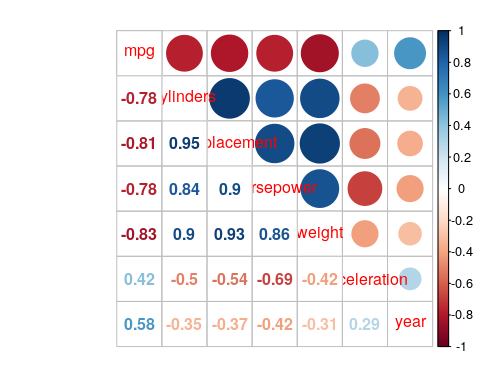 mpg
-0.78 ylinders
-0.81 0.95 placement
-0.78 0.84 0.9 rsepower
-0.83 0.9 0.93 0.86 weight
0.42 -0.5 -0.54 -0.69 -0.42 celeration
0.58 -0.35 -0.37 -0.42 -0.31 0.29 year
1
0.8
0.6
0.4
0.2
0
-0.2
-0.4
-0.6
-0.8
-1